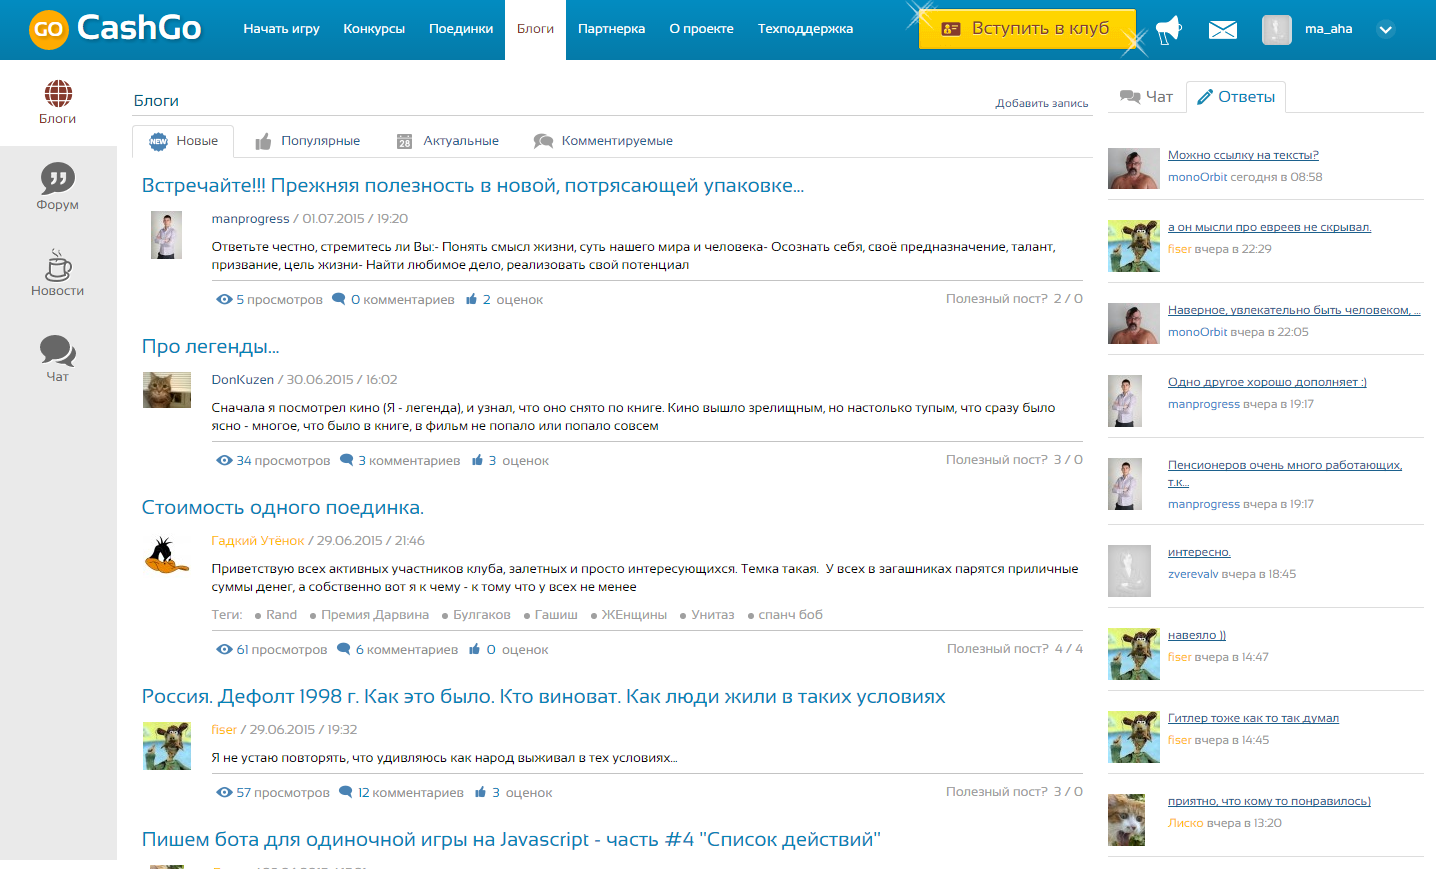 GO CashGo
Начать игру Конкурсы Поединки Блоги Партнерка О проекте Техподдержка
Вступить в клуб
ma_aha
Блоги
Форум
Новости
Чат
Блоги
Добавить запись
NEW Новые Популярные 28 Актуальные Комментируемые
Встречайте!!! Прежняя полезность в новой, потрясающей упаковке...
manprogress / 01.07.2015 / 19:20
Ответьте честно, стремитесь ли Вы:- Понять смысл жизни, суть нашего мира и человека- Осознать себя, своё предназначение, талант,
призвание, цель жизни- Найти любимое дело, реализовать свой потенциал
5 просмотров 0 комментариев 2 оценок Полезный пост? 2 / 0
Про легенды...
DonKuzen / 30.06.2015 / 16:02
Сначала я посмотрел кино (Я - легенда), и узнал, что оно снято по книге. Кино вышло зрелищным, но настолько тупым, что сразу было
ясно - многое, что было в книге, в фильм не попало или попало совсем
34 просмотров 3 комментариев 3 оценок Полезный пост? 3 / 0
Стоимость одного поединка.
Гадкий Утёнок / 29.06.2015 / 21:46
Приветствую всех активных участников клуба, залетных и просто интересующихся. Темка такая. У всех в загашниках парятся приличные
суммы денег, а собственно вот я к чему - к тому что у всех не менее
Теги: ● Rand ● Премия Дарвина ● Булгаков ● Гашиш ● ЖЕнщины ● Унитаз ● спанч боб
61 просмотров 6 комментариев 0 оценок Полезный пост? 4 / 4
Россия. Дефолт 1998 г. Как это было. Кто виноват. Как люди жили в таких условиях
fiser / 29.06.2015 / 19:32
Я не устаю повторять, что удивляюсь как народ выживал в тех условиях...
57 просмотров 12 комментариев 3 оценок Полезный пост? 3 / 0
Пишем бота для одиночной игры на Javascript - часть #4 "Список действий"
Чат Ответы
Можно ссылку на тексты?
monoOrbit сегодня в 08:58
а он мысли про евреев не скрывал.
fiser вчера в 22:29
Наверное, увлекательно быть человеком, ...
monoOrbit вчера в 22:05
Одно другое хорошо дополняет :)
manprogress вчера в 19:17
Пенсионеров очень много работающих,
т.к...
manprogress вчера в 19:17
интересно.
zverevalv вчера в 18:45
навеяло ))
fiser вчера в 14:47
Гитлер тоже как то так думал
fiser вчера в 14:45
приятно, что кому то понравилось)
Лиско вчера в 13:20